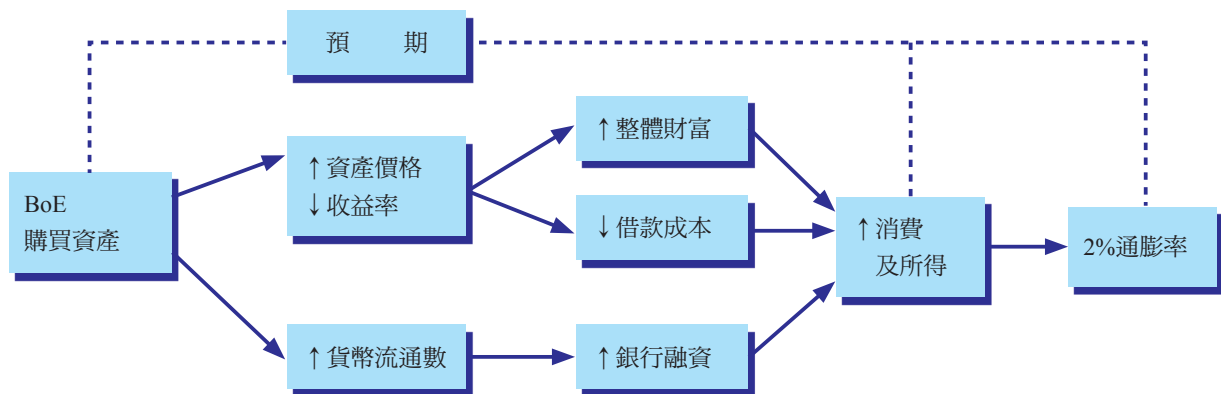 預期
↑整體財富
↑資產價格
↓收益率
BoE
購買資產
↓借款成本
↑消費
及所得
2%通膨率
↑貨幣流通數
↑銀行融資